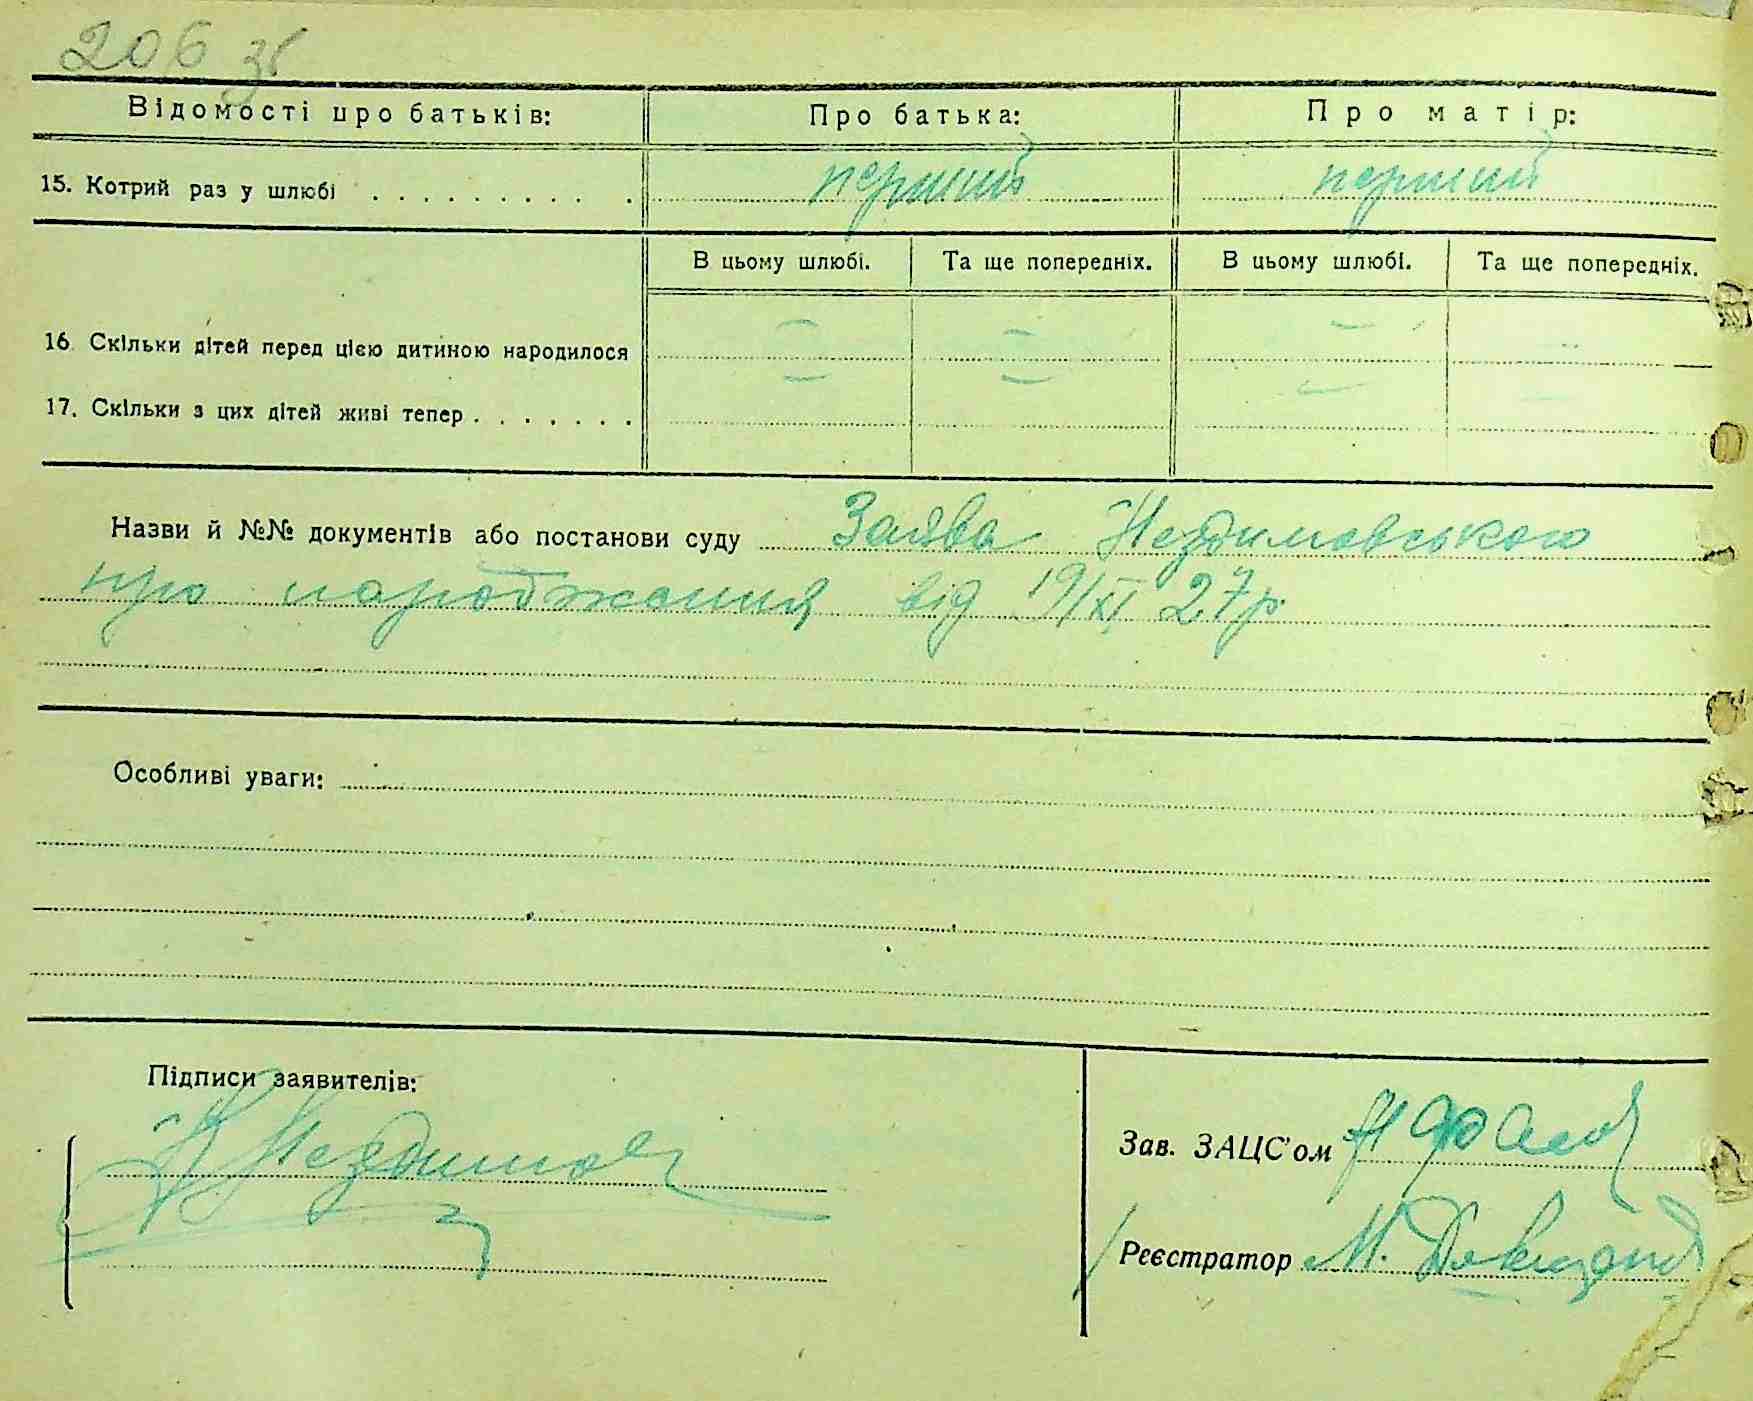 206 зв
Відомості про батьків: Про батька: Про матір:
15. Котрий раз у шлюбі . . . . . . . . . . перший перший
В цьому шлюбі. Та ще попередніх. В цьому шлюбі. Та ще попередніх.
16. Скільки дітей перед цією дитиною народилося — — — —
17. Скільки з цих дітей живі тепер . . . . . . . — — — —
Назви й №№ документів або постанови суду Заява Нездимовського
про народження від 19/XI 27р.
Особливі уваги:
Підписи заявителів:
Зав. ЗАЦС'ом
Нездимов
Реєстратор М.